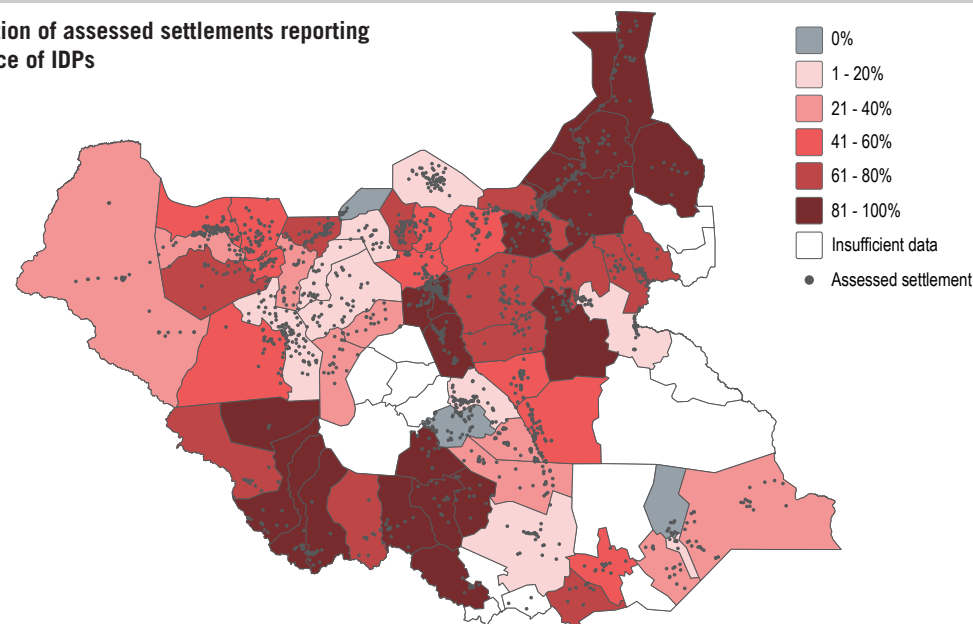 tion of assessed settlements reporting
ce of IDPs
0%
1 - 20%
21 - 40%
41 - 60%
61 - 80%
81 - 100%
Insufficient data
Assessed settlement